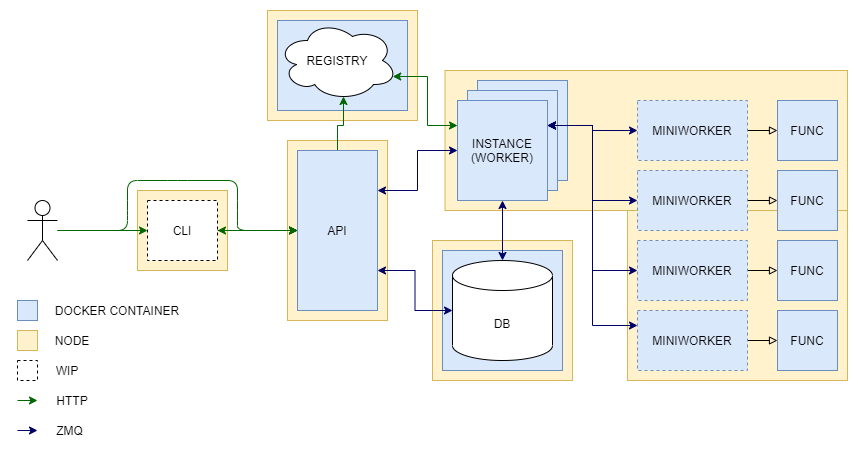 REGISTRY
INSTANCE
(WORKER)
MINIWORKER
FUNC
MINIWORKER
FUNC
CLI
API
MINIWORKER
FUNC
DB
MINIWORKER
FUNC
DOCKER CONTAINER
NODE
WIP
HTTP
ZMQ